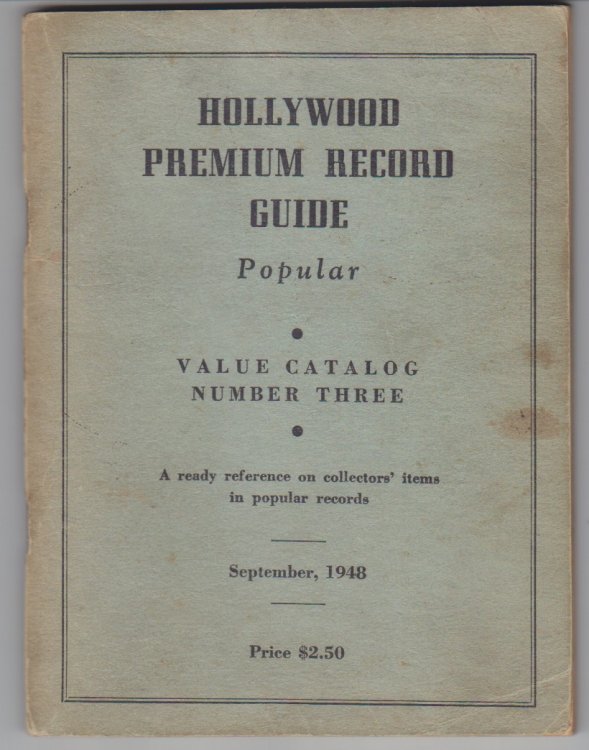 HOLLYWOOD
PREMIUM RECORD
GUIDE
Popular
VALUE CATALOG
NUMBER THREE
A ready reference on collectors' items
in popular records
September, 1948
Price $2.50